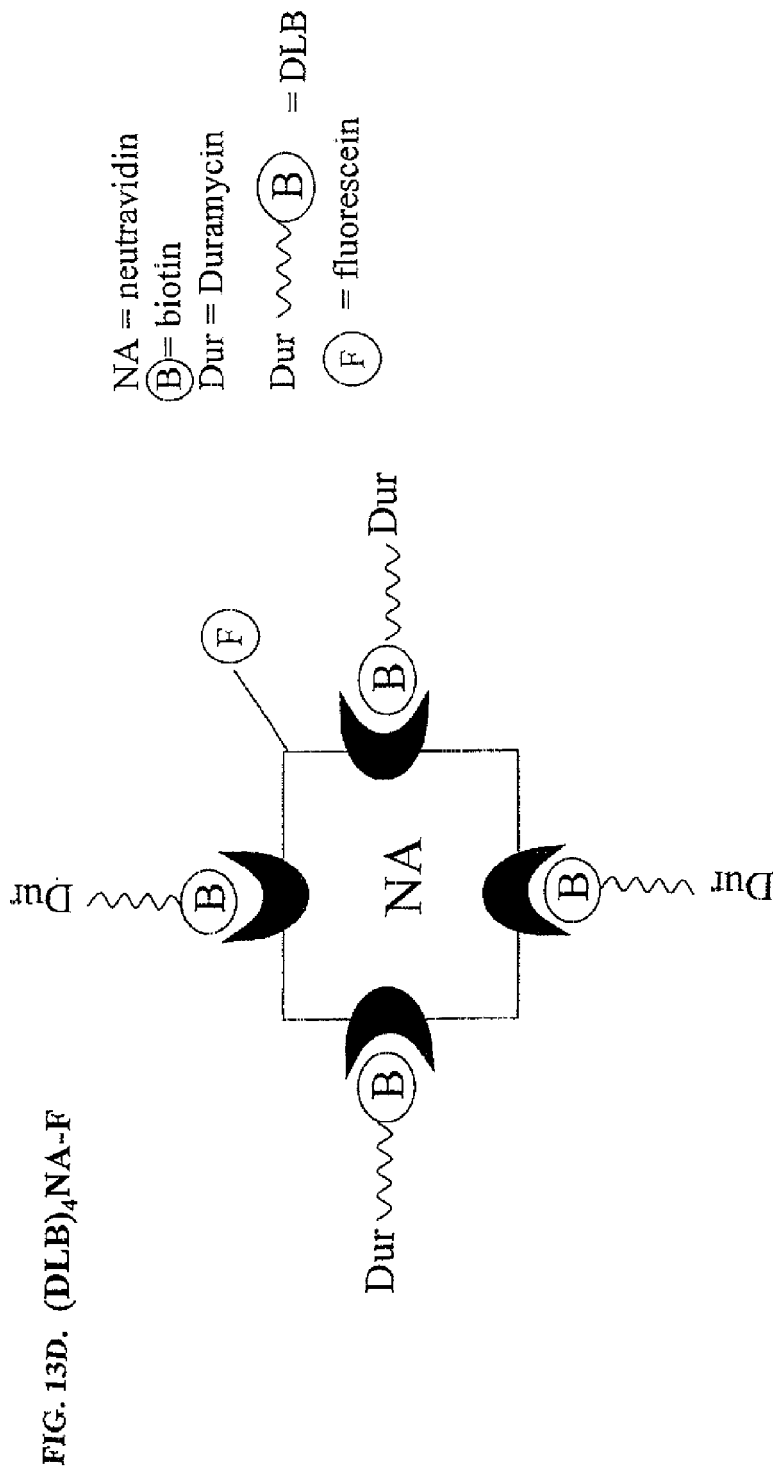 FIG. 13D. (DLB)₄NA-F
Dur
B
F
Dur
B
NA
B
Dur
B
Dur
NA = neutravidin
B = biotin
Dur = Duramycin
Dur B = DLB
F = fluorescein